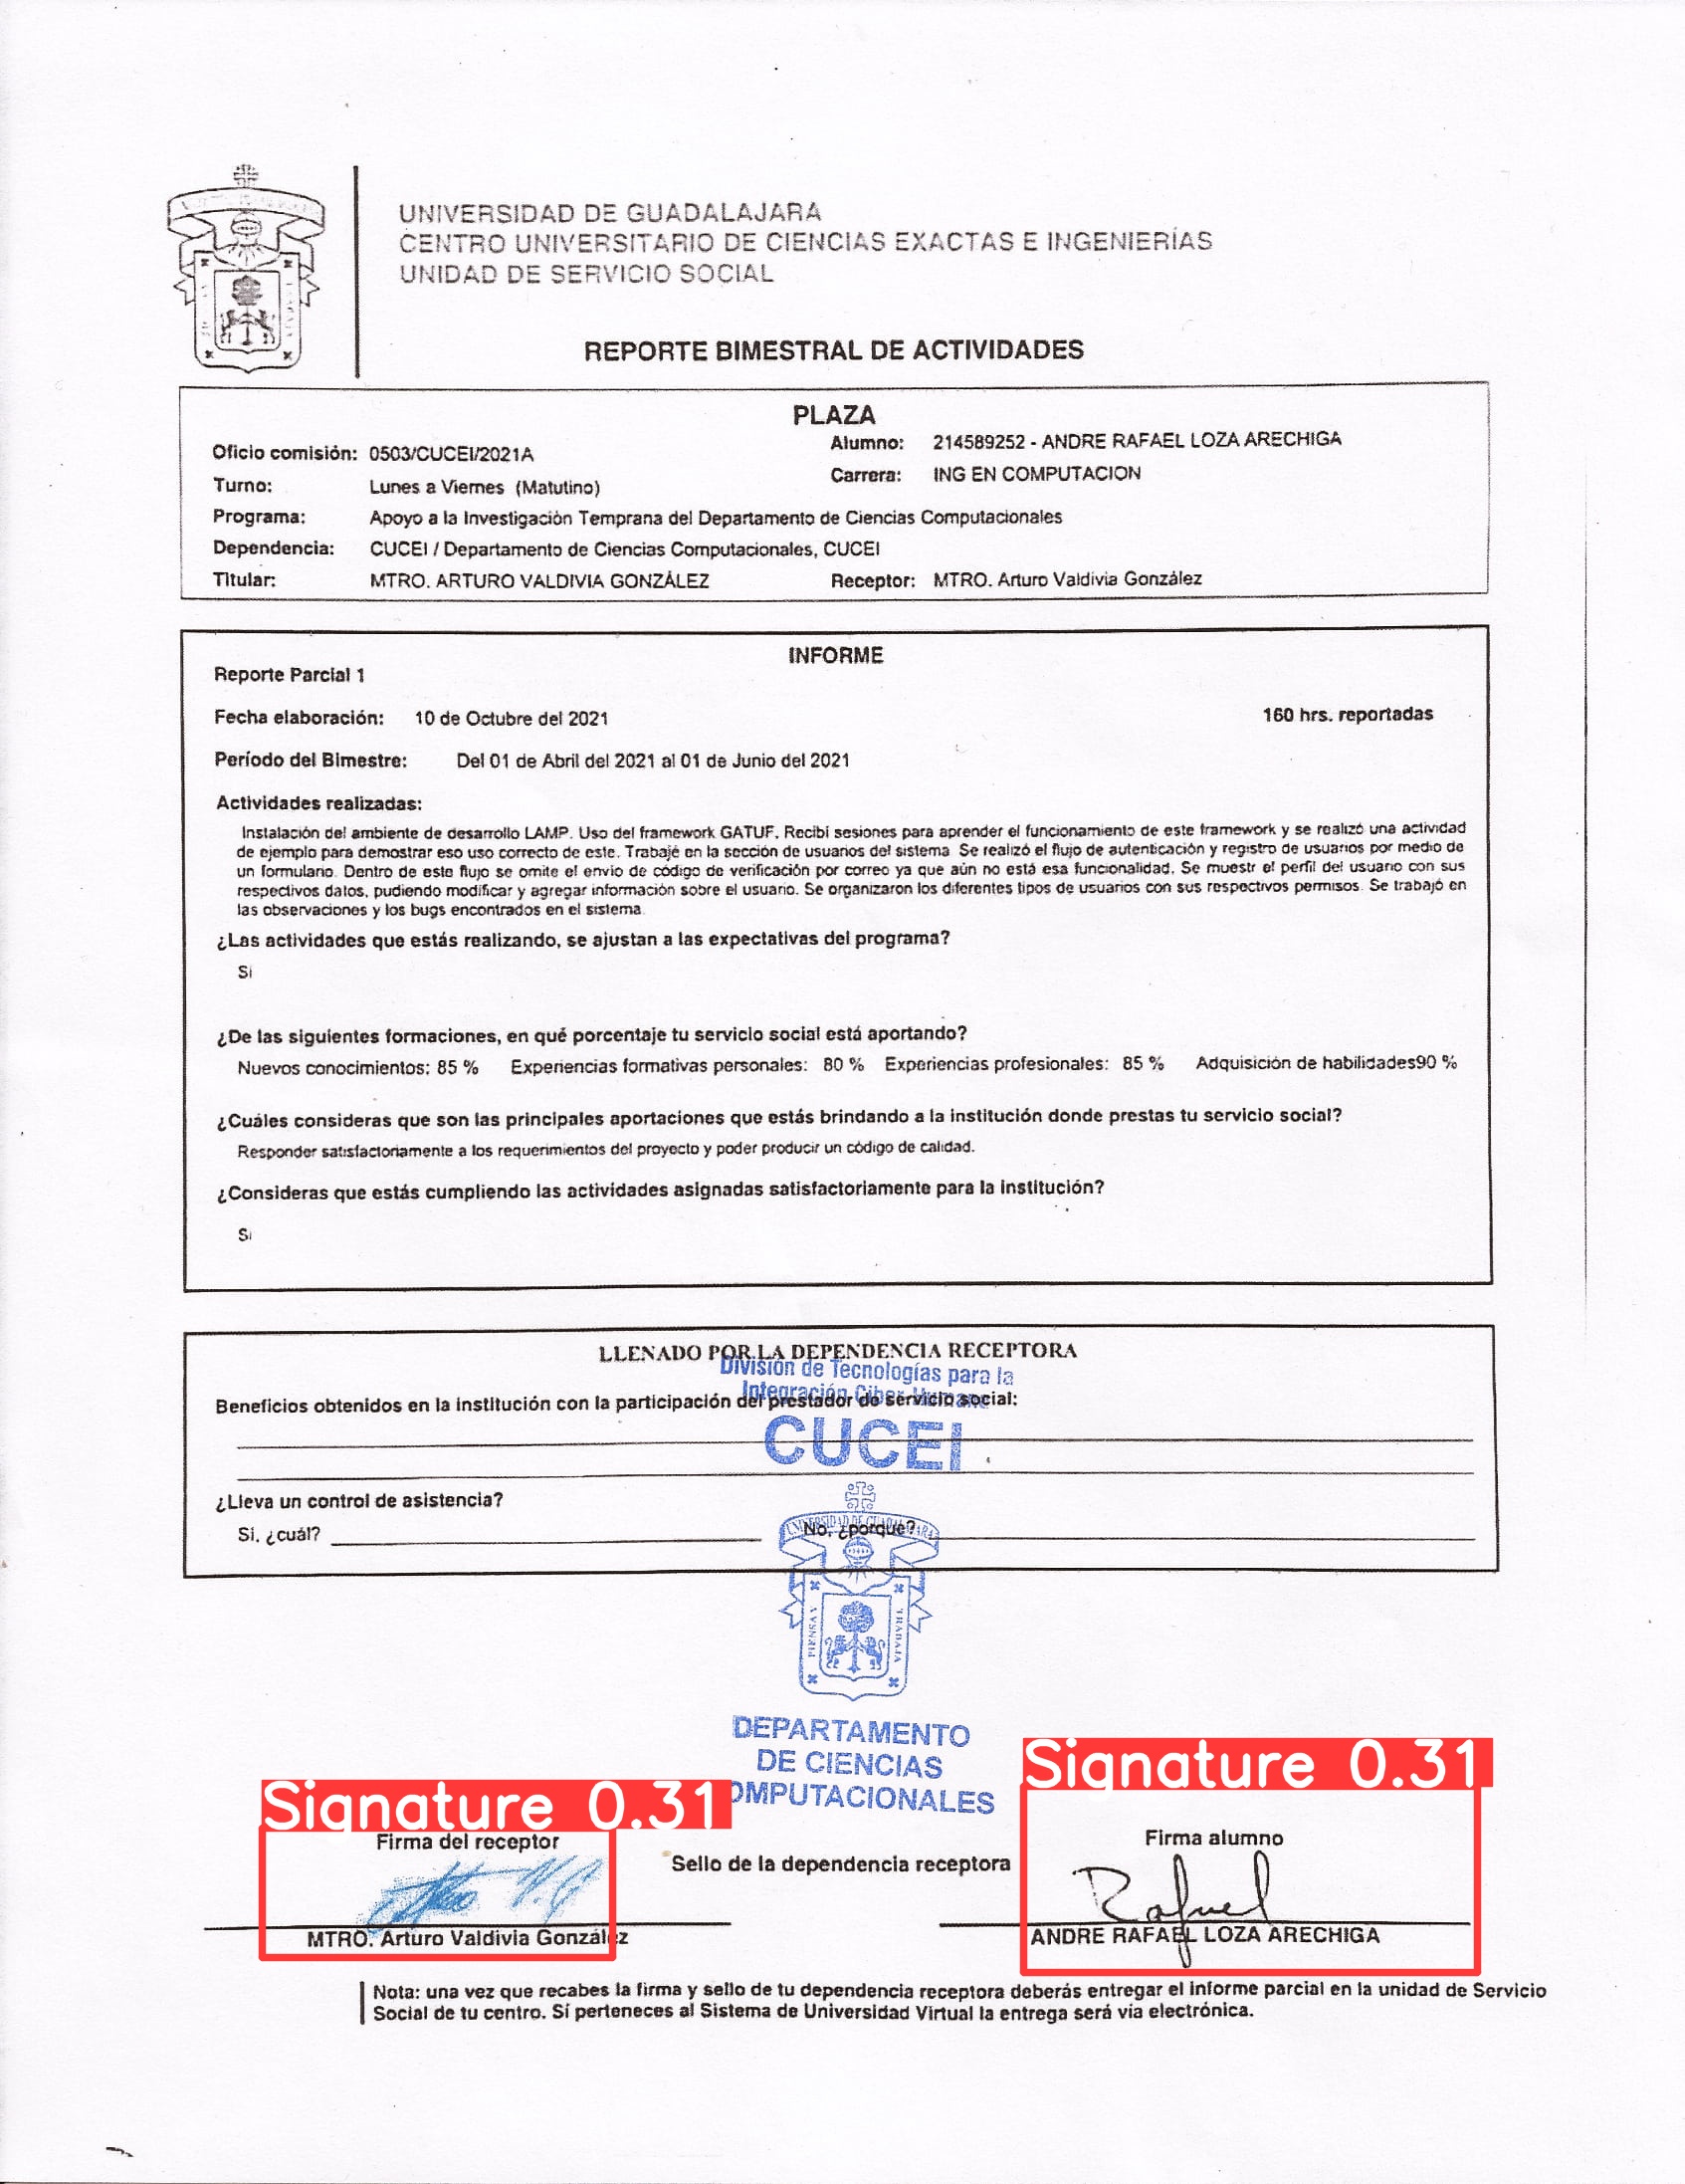 UNIVERSIDAD DE GUADALAJARA
CENTRO UNIVERSITARIO DE CIENCIAS EXACTAS E INGENIERÍAS
UNIDAD DE SERVICIO SOCIAL
REPORTE BIMESTRAL DE ACTIVIDADES
PLAZA
Oficio comisión: 0503/CUCEI/2021A Alumno: 214589252 - ANDRE RAFAEL LOZA ARECHIGA
Turno: Lunes a Viernes (Matutino) Carrera: ING EN COMPUTACION
Programa: Apoyo a la Investigación Temprana del Departamento de Ciencias Computacionales
Dependencia: CUCEI / Departamento de Ciencias Computacionales, CUCEI
Titular: MTRO. ARTURO VALDIVIA GONZÁLEZ Receptor: MTRO. Arturo Valdivia González
INFORME
Reporte Parcial 1
Fecha elaboración: 10 de Octubre del 2021 160 hrs. reportadas
Período del Bimestre: Del 01 de Abril del 2021 al 01 de Junio del 2021
Actividades realizadas:
Instalación del ambiente de desarrollo LAMP. Uso del framework GATUF. Recibí sesiones para aprender el funcionamiento de este framework y se realizó una actividad
de ejemplo para demostrar eso uso correcto de este. Trabajé en la sección de usuarios del sistema. Se realizó el flujo de autenticación y registro de usuarios por medio de
un formulario. Dentro de este flujo se omite el envio de código de verificación por correo ya que aún no está esa funcionalidad. Se muestr el perfil del usuario con sus
respectivos datos, pudiendo modificar y agregar información sobre el usuario. Se organizaron los diferentes tipos de usuarios con sus respectivos permisos. Se trabajó en
las observaciones y los bugs encontrados en el sistema.
¿Las actividades que estás realizando, se ajustan a las expectativas del programa?
Si
¿De las siguientes formaciones, en qué porcentaje tu servicio social está aportando?
Nuevos conocimientos: 85 % Experiencias formativas personales: 80 % Experiencias profesionales: 85 % Adquisición de habilidades90 %
¿Cuáles consideras que son las principales aportaciones que estás brindando a la institución donde prestas tu servicio social?
Responder satisfactoriamente a los requerimientos del proyecto y poder producir un código de calidad.
¿Consideras que estás cumpliendo las actividades asignadas satisfactoriamente para la institución?
Si
LLENADO POR LA DEPENDENCIA RECEPTORA
División de Tecnologías para la
Integración Ciber-Humana
Beneficios obtenidos en la institución con la participación del prestador de servicio social:
CUCEI
¿Lleva un control de asistencia?
UNIVERSIDAD DE GUADALAJARA
Si, ¿cuál? No, ¿porque?
PIENSA Y TRABAJA
DEPARTAMENTO
DE CIENCIAS
OMPUTACIONALES
Signature 0.31 Signature 0.31
Firma del receptor Sello de la dependencia receptora Firma alumno
Rafael
MTRO. Arturo Valdivia González ANDRE RAFAEL LOZA ARECHIGA
Nota: una vez que recabes la firma y sello de tu dependencia receptora deberás entregar el informe parcial en la unidad de Servicio
Social de tu centro. Sí perteneces al Sistema de Universidad Virtual la entrega será vía electrónica.